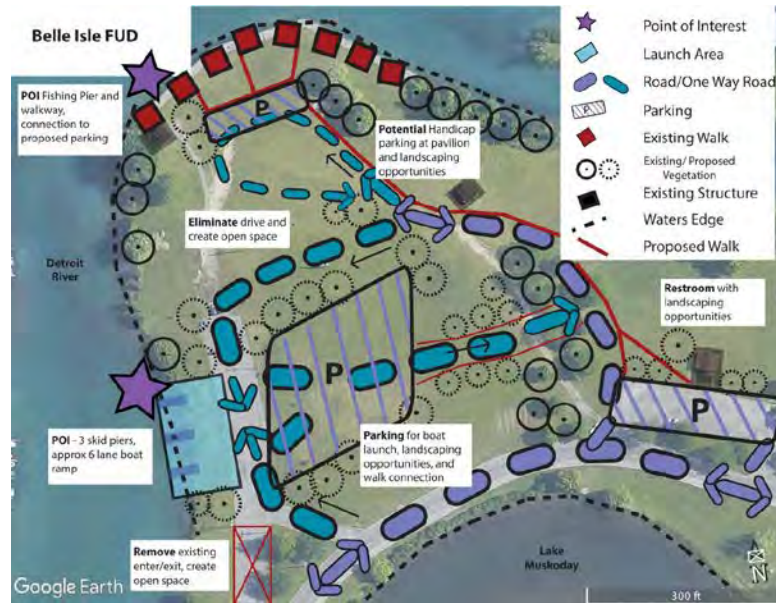 Belle Isle FUD
POI Fishing Pier and
walkway,
connection to
proposed parking
P
Potential Handicap
parking at pavilion
and landscaping
opportunities
Eliminate drive and
create open space
Detroit
River
Restroom with
landscaping
opportunities
P
P
POI - 3 skid piers,
approx 6 lane boat
ramp
Parking for boat
launch, landscaping
opportunities, and
walk connection
Remove existing
enter/exit, create
open space
Lake
Muskoday
Google Earth
300 ft
N
Point of Interest
Launch Area
Road/One Way Road
P
Parking
Existing Walk
Existing/ Proposed
Vegetation
Existing Structure
Waters Edge
Proposed Walk